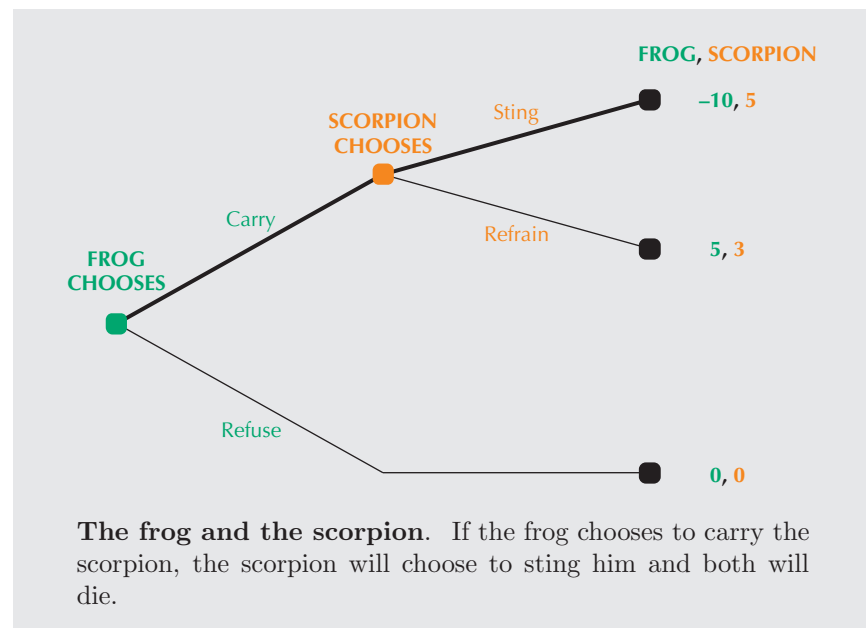 FROG, SCORPION
–10, 5
Sting
SCORPION
CHOOSES
Carry
Refrain
5, 3
FROG
CHOOSES
Refuse
0, 0
The frog and the scorpion. If the frog chooses to carry the
scorpion, the scorpion will choose to sting him and both will
die.